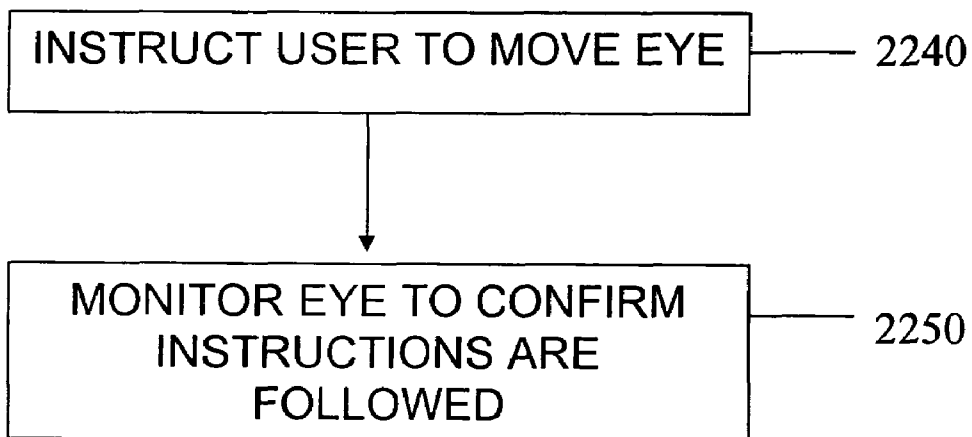 INSTRUCT USER TO MOVE EYE
2240
MONITOR EYE TO CONFIRM
INSTRUCTIONS ARE
FOLLOWED
2250